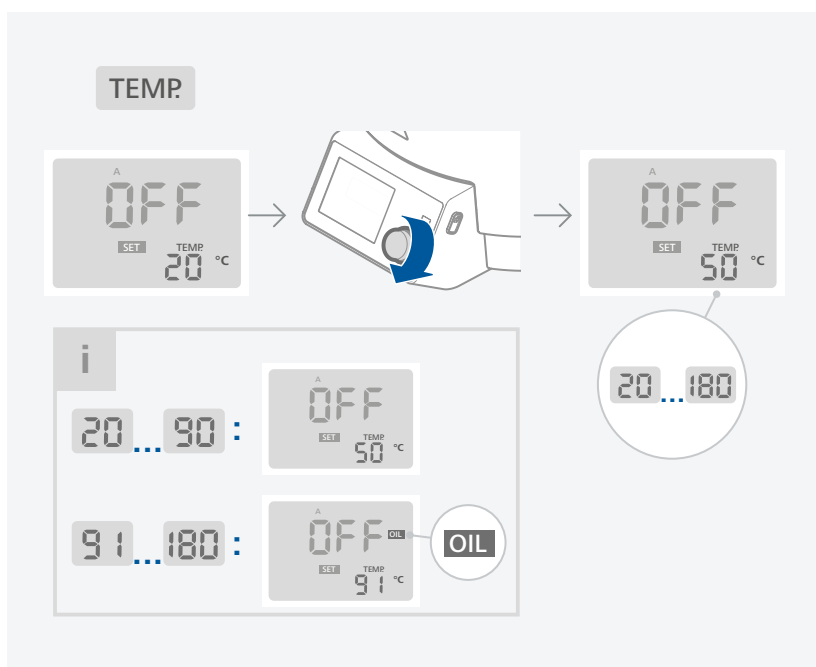 TEMP.
A
OFF
SET
TEMP.
20 °C
A
OFF
SET
TEMP.
50 °C
20 ... 180
i
20 ... 90 :
A
OFF
SET
TEMP.
50 °C
91 ... 180 :
A
OFF OIL
SET
TEMP.
91 °C
OIL